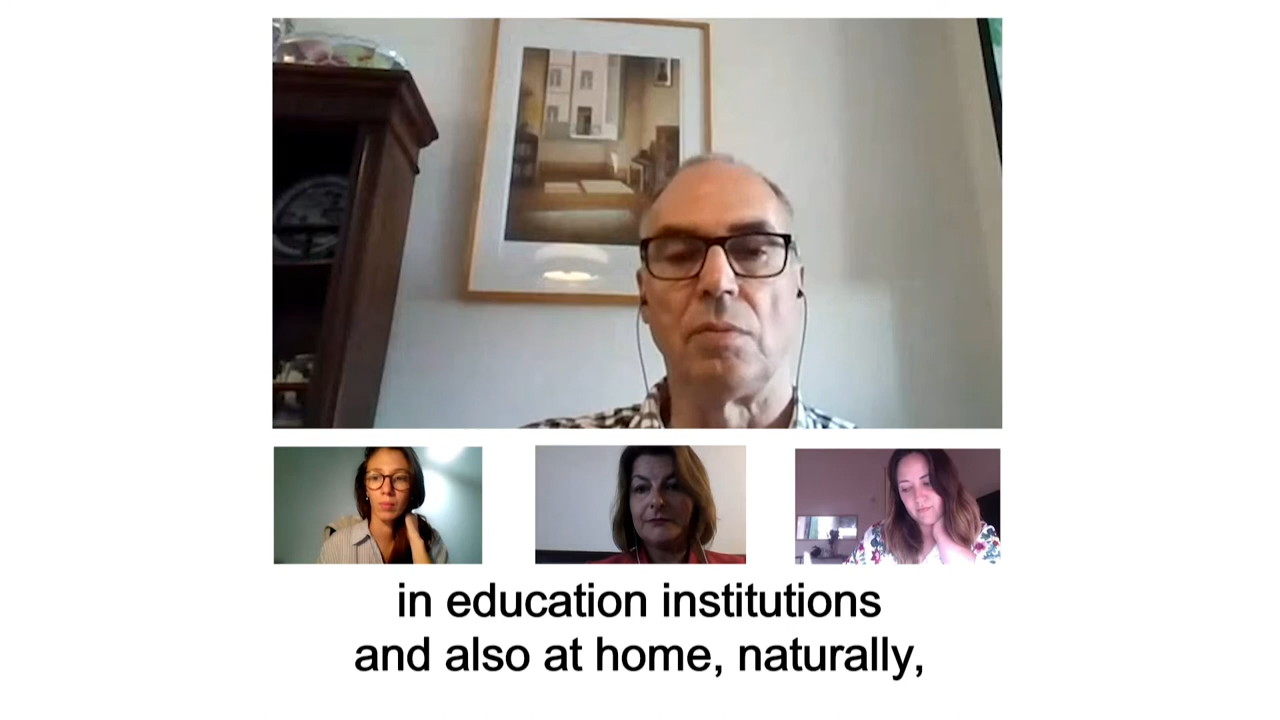 in education institutions
and also at home, naturally,